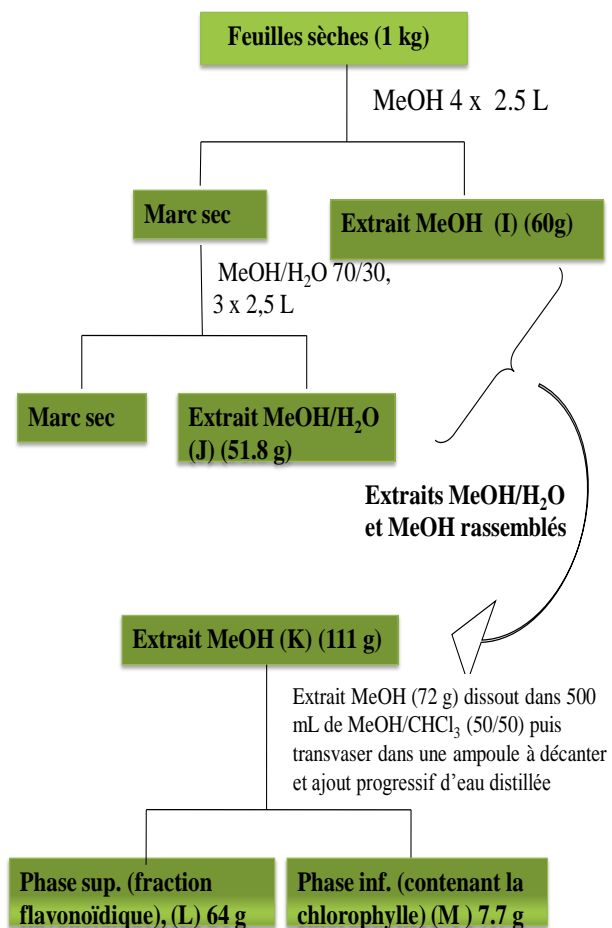 Feuilles sèches (1 kg)
MeOH 4 x 2.5 L
Marc sec
Extrait MeOH (I) (60g)
MeOH/H₂O 70/30,
3 x 2,5 L
Marc sec
Extrait MeOH/H₂O
(J) (51.8 g)
Extraits MeOH/H₂O
et MeOH rassemblés
Extrait MeOH (K) (111 g)
Extrait MeOH (72 g) dissout dans 500
mL de MeOH/CHCl₃ (50/50) puis
transvaser dans une ampoule à décanter
et ajout progressif d'eau distillée
Phase sup. (fraction
flavonoïdique), (L) 64 g
Phase inf. (contenant la
chlorophylle) (M ) 7.7 g